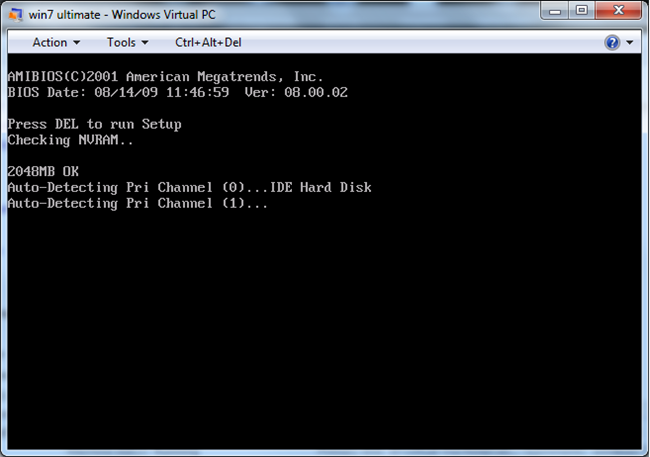 win7 ultimate - Windows Virtual PC
Action Tools Ctrl+Alt+Del
AMIBIOS(C)2001 American Megatrends, Inc.
BIOS Date: 08/14/09 11:46:59 Ver: 08.00.02
Press DEL to run Setup
Checking NVRAM..
2048MB OK
Auto-Detecting Pri Channel (0)...IDE Hard Disk
Auto-Detecting Pri Channel (1)...